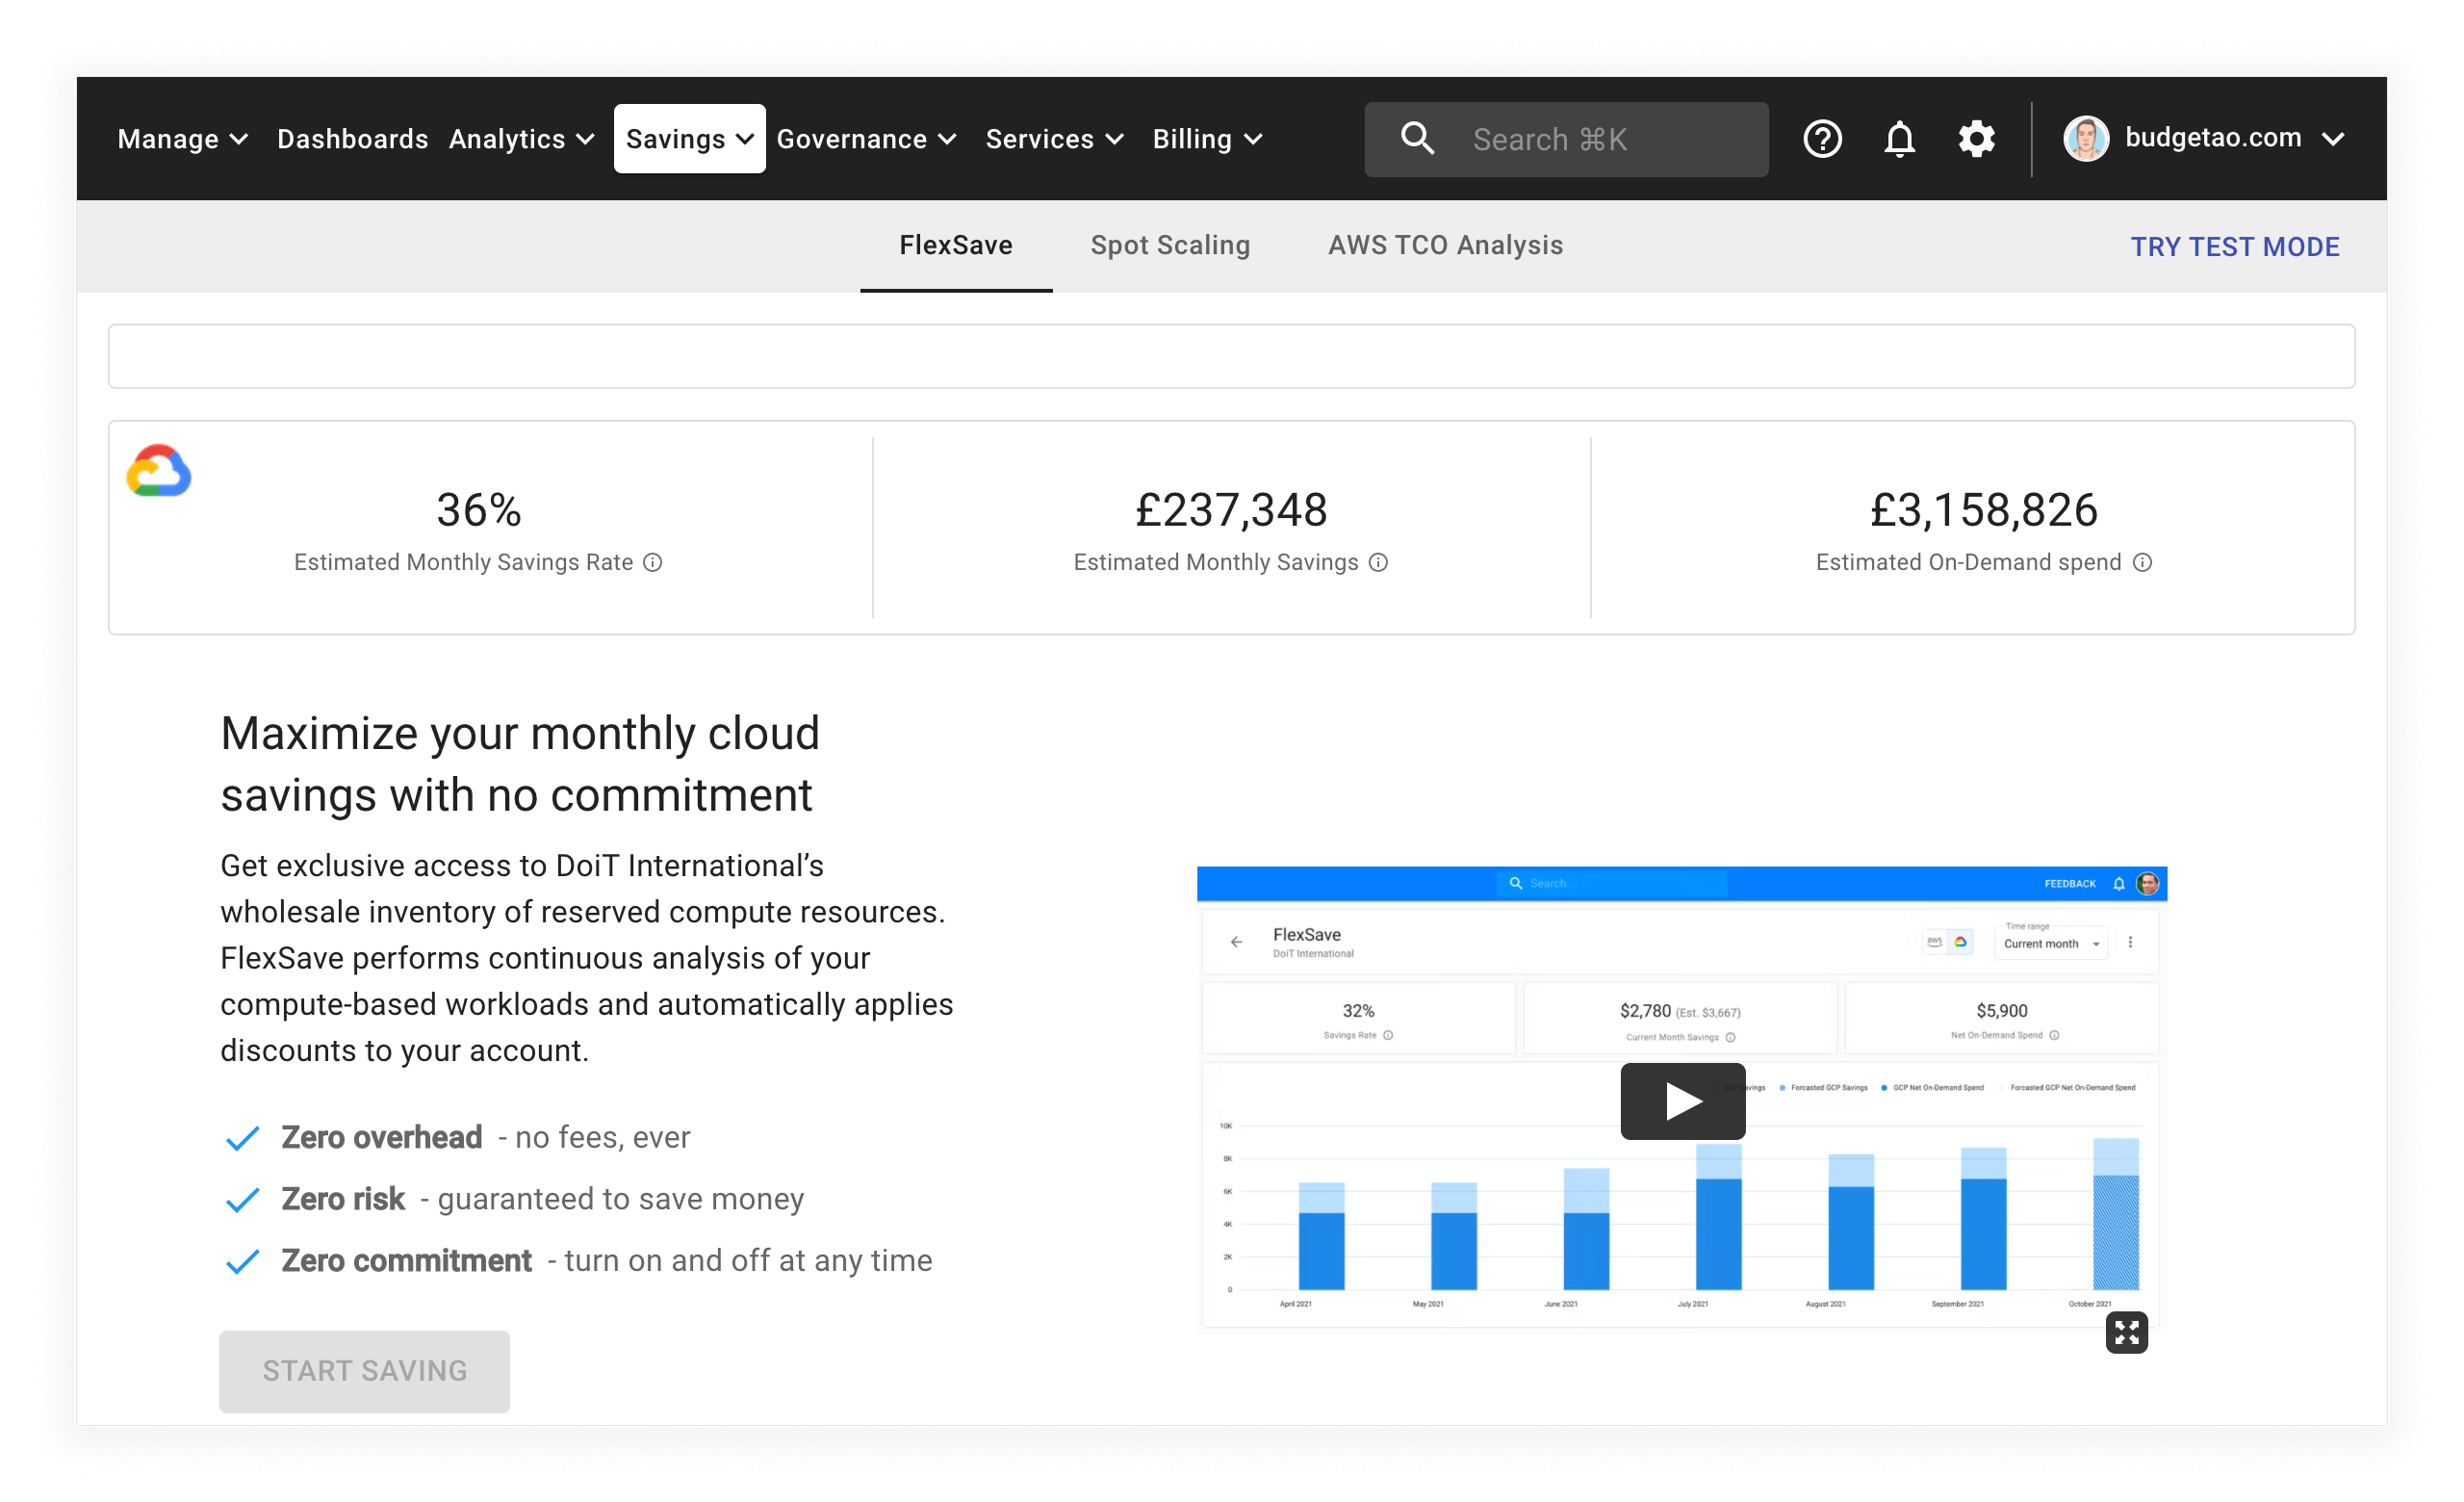 Manage Dashboards Analytics Savings Governance Services Billing Search ⌘K budgetao.com
FlexSave Spot Scaling AWS TCO Analysis TRY TEST MODE
36% £237,348 £3,158,826
Estimated Monthly Savings Rate Estimated Monthly Savings Estimated On-Demand spend
Maximize your monthly cloud
savings with no commitment
Get exclusive access to DoiT International’s
wholesale inventory of reserved compute resources.
FlexSave performs continuous analysis of your
compute-based workloads and automatically applies
discounts to your account.
Zero overhead - no fees, ever
Zero risk - guaranteed to save money
Zero commitment - turn on and off at any time
START SAVING
Search... FEEDBACK
FlexSave
DoiT International
aws
Time range
Current month
32% $2,780 (Est. $3,667) $5,900
Savings Rate Current Month Savings Net On-Demand Spend
Forcasted GCP Savings GCP Net On-Demand Spend Forcasted GCP Net On-Demand Spend
10K
8K
6K
4K
2K
0
April 2021 May 2021 June 2021 July 2021 August 2021 September 2021 October 2021